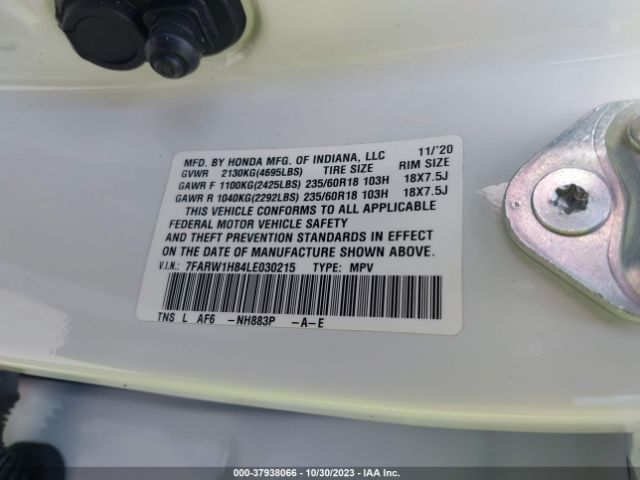 MFD. BY HONDA MFG. OF INDIANA, LLC 11/'20
GVWR 2130KG(4695LBS) TIRE SIZE RIM SIZE
GAWR F 1100KG(2425LBS) 235/60R18 103H 18X7.5J
GAWR R 1040KG(2292LBS) 235/60R18 103H 18X7.5J
THIS VEHICLE CONFORMS TO ALL APPLICABLE
FEDERAL MOTOR VEHICLE SAFETY
AND THEFT PREVENTION STANDARDS IN EFFECT
ON THE DATE OF MANUFACTURE SHOWN ABOVE.
V.I.N.: 7FARW1H84LE030215 TYPE: MPV
TNS L AF6 -NH883P -A-E
000-37938066 - 10/30/2023 - IAA Inc.